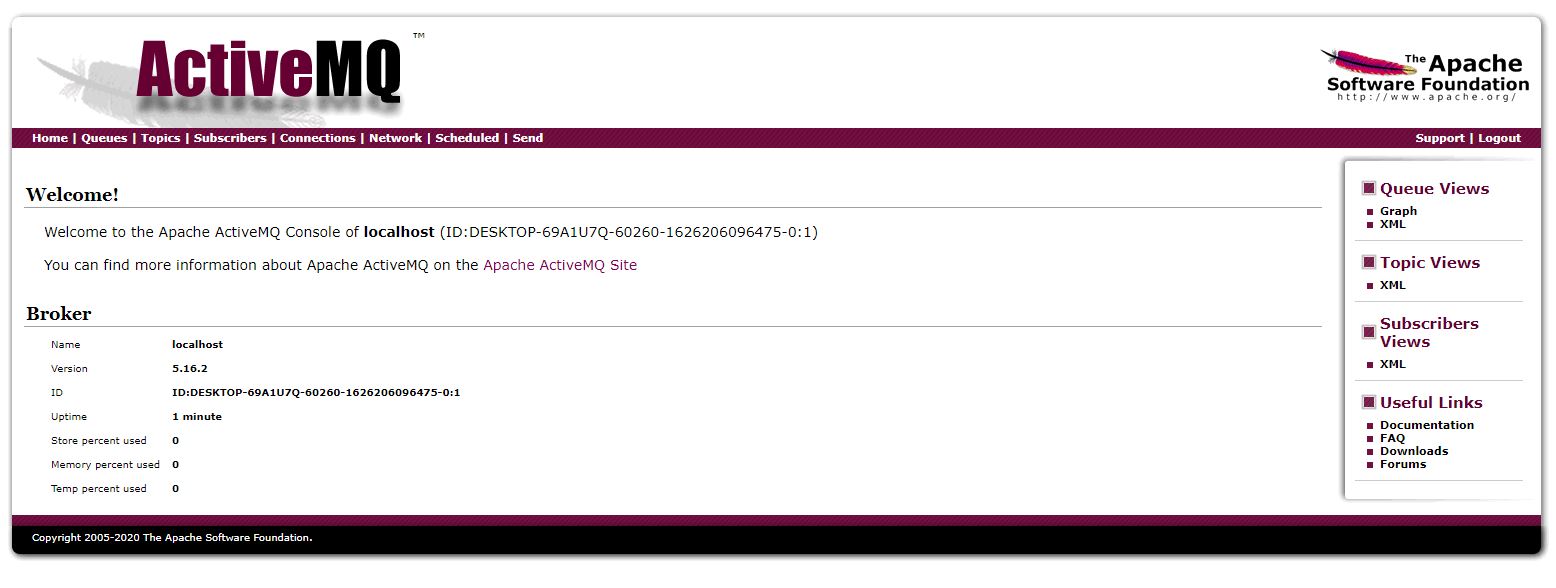 ActiveMQ ™
The Apache
Software Foundation
http://www.apache.org/
Home | Queues | Topics | Subscribers | Connections | Network | Scheduled | Send
Support | Logout
Welcome!
Welcome to the Apache ActiveMQ Console of localhost (ID:DESKTOP-69A1U7Q-60260-1626206096475-0:1)
You can find more information about Apache ActiveMQ on the Apache ActiveMQ Site
Broker
Name localhost
Version 5.16.2
ID ID:DESKTOP-69A1U7Q-60260-1626206096475-0:1
Uptime 1 minute
Store percent used 0
Memory percent used 0
Temp percent used 0
Queue Views
Graph
XML
Topic Views
XML
Subscribers
Views
XML
Useful Links
Documentation
FAQ
Downloads
Forums
Copyright 2005-2020 The Apache Software Foundation.